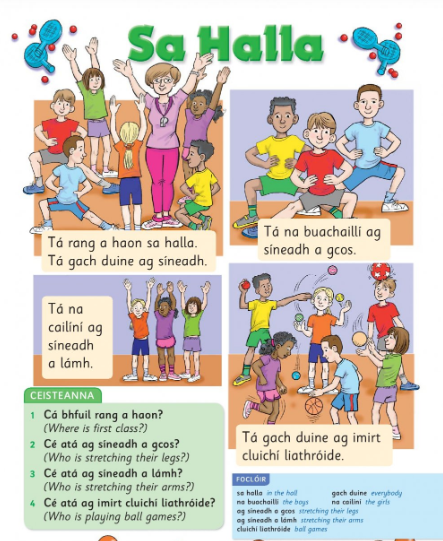 Sa Halla
Tá rang a haon sa halla.
Tá gach duine ag síneadh.
Tá na buachaillí ag
síneadh a gcos.
Tá na
cailíní ag
síneadh
a lámh.
Tá gach duine ag imirt
cluichí liathróide.
CEISTEANNA
1 Cá bhfuil rang a haon?
(Where is first class?)
2 Cé atá ag síneadh a gcos?
(Who is stretching their legs?)
3 Cé atá ag síneadh a lámh?
(Who is stretching their arms?)
4 Cé atá ag imirt cluichí liathróide?
(Who is playing ball games?)
FOCLÓIR
sa halla in the hall
na buachaillí the boys
ag síneadh a gcos stretching their legs
ag síneadh a lámh stretching their arms
cluichí liathróide ball games
gach duine everybody
na cailíní the girls